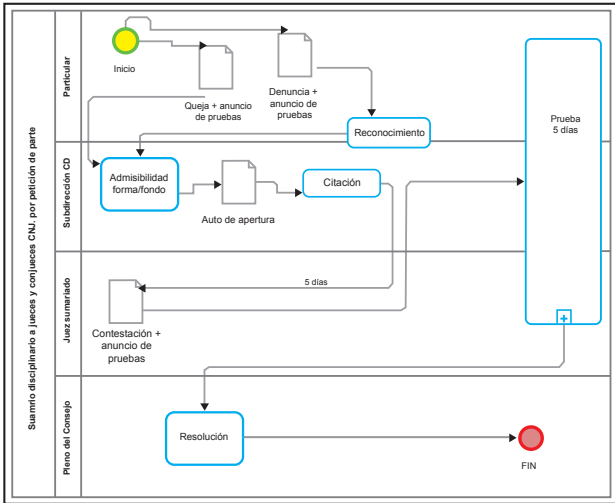 Suamrio disciplinario a jueces y conjueces CNJ. por petición de parte
Particular
Inicio
Queja + anuncio
de pruebas
Denuncia +
anuncio de
pruebas
Reconocimiento
Prueba
5 días
Subdirección CD
Admisibilidad
forma/fondo
Auto de apertura
Citación
Juez sumariado
5 días
Contestación +
anuncio de
pruebas
Pleno del Consejo
Resolución
FIN